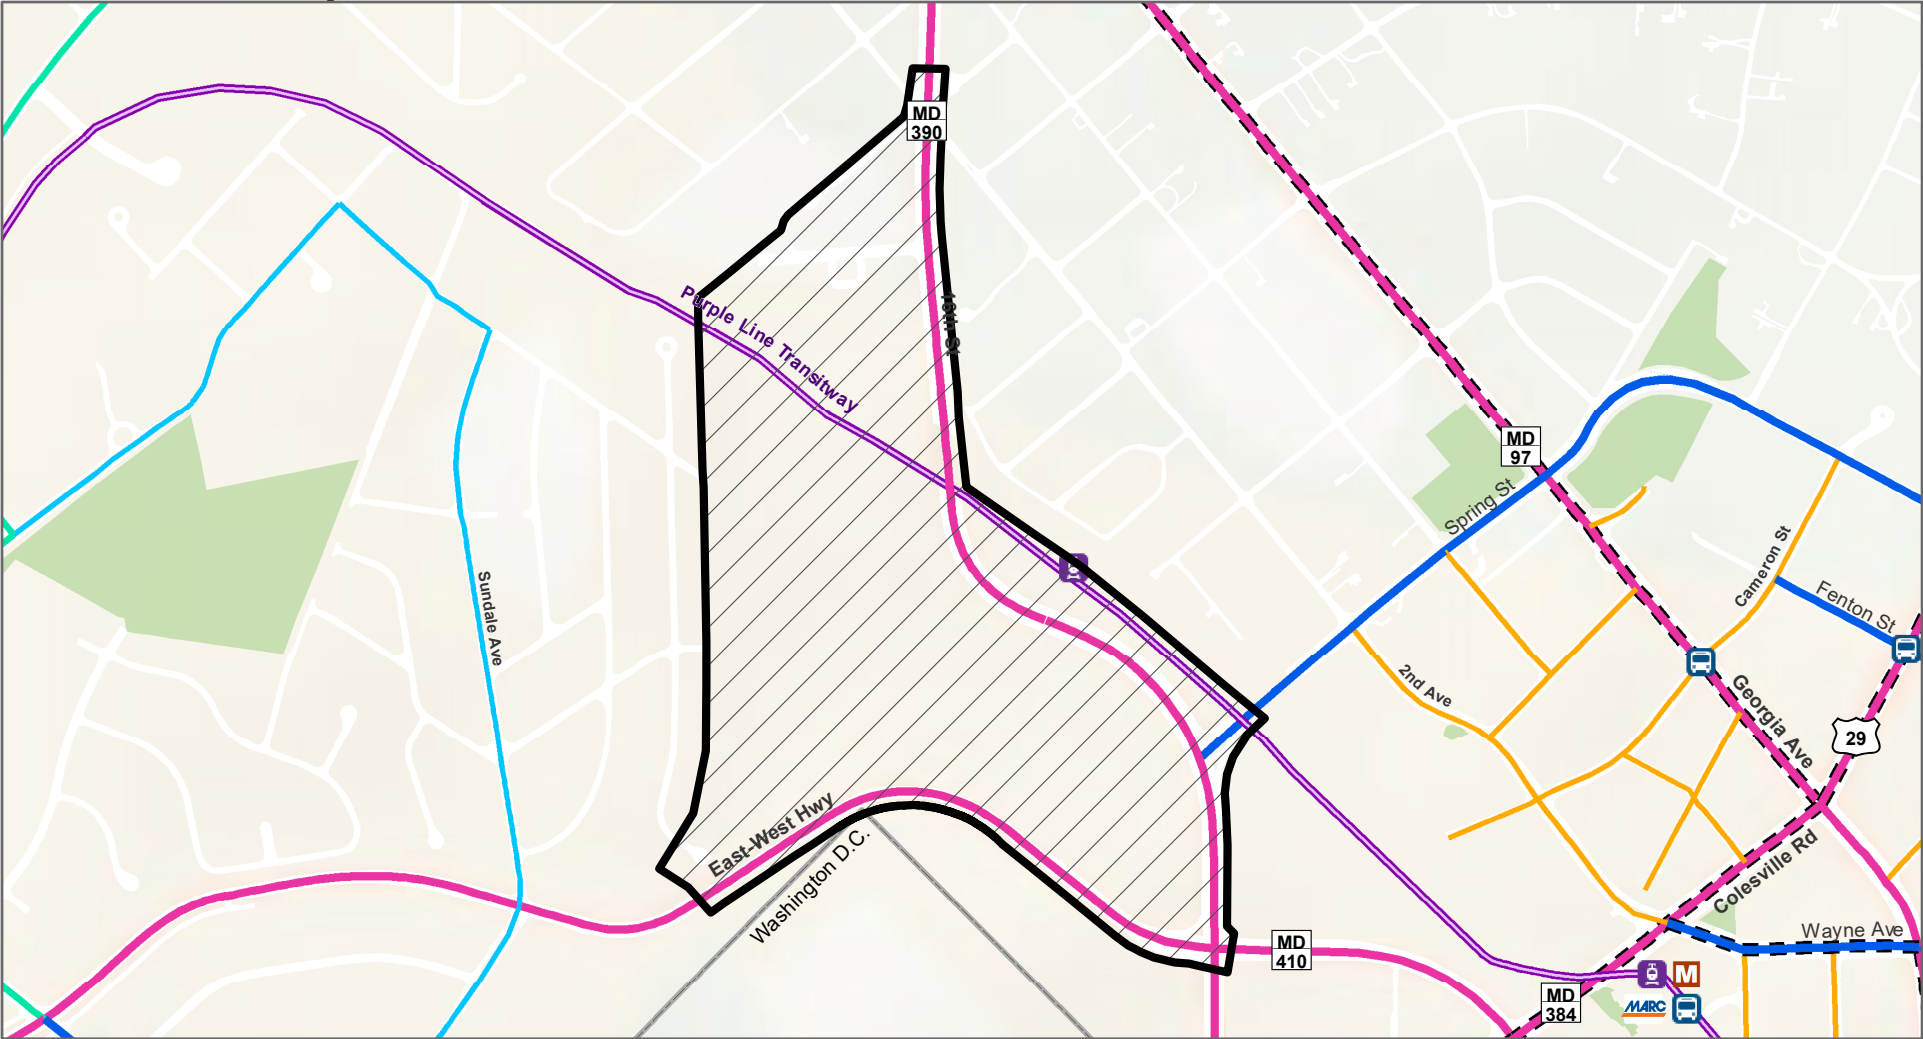 MD
390
Purple Line Transitway
16th St
MD
97
Spring St
Cameron St
Fenton St
Sundale Ave
2nd Ave
Georgia Ave
29
East-West Hwy
Washington D.C.
Colesville Rd
Wayne Ave
MD
410
M
MD
384
MARC